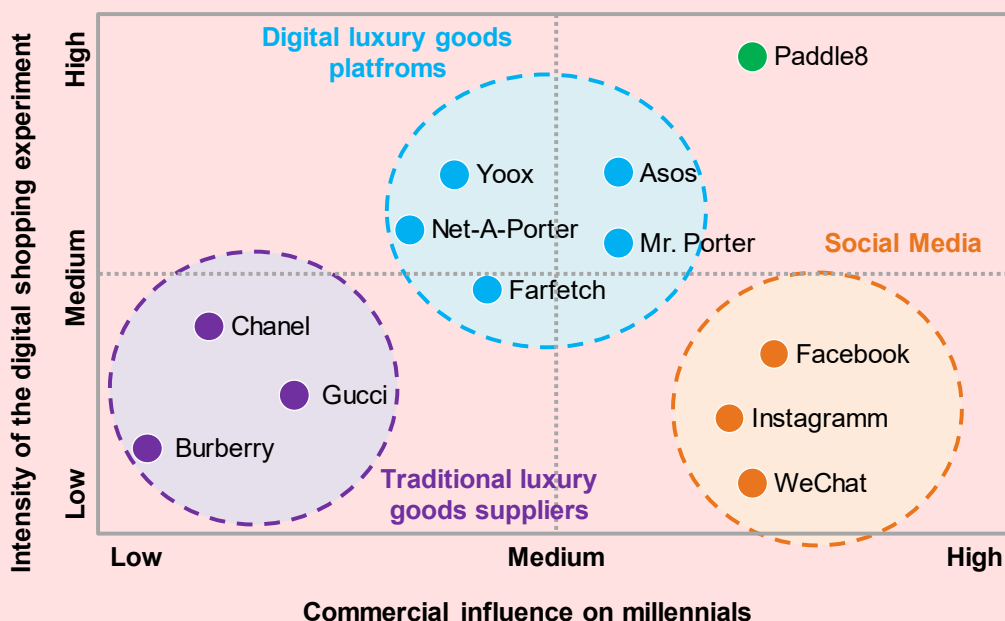 Intensity of the digital shopping experiment
High
Medium
Low
Digital luxury goods
platfroms
Paddle8
Yoox
Asos
Net-A-Porter
Mr. Porter
Farfetch
Social Media
Chanel
Gucci
Burberry
Facebook
Instagramm
WeChat
Traditional luxury
goods suppliers
Low
Medium
High
Commercial influence on millennials